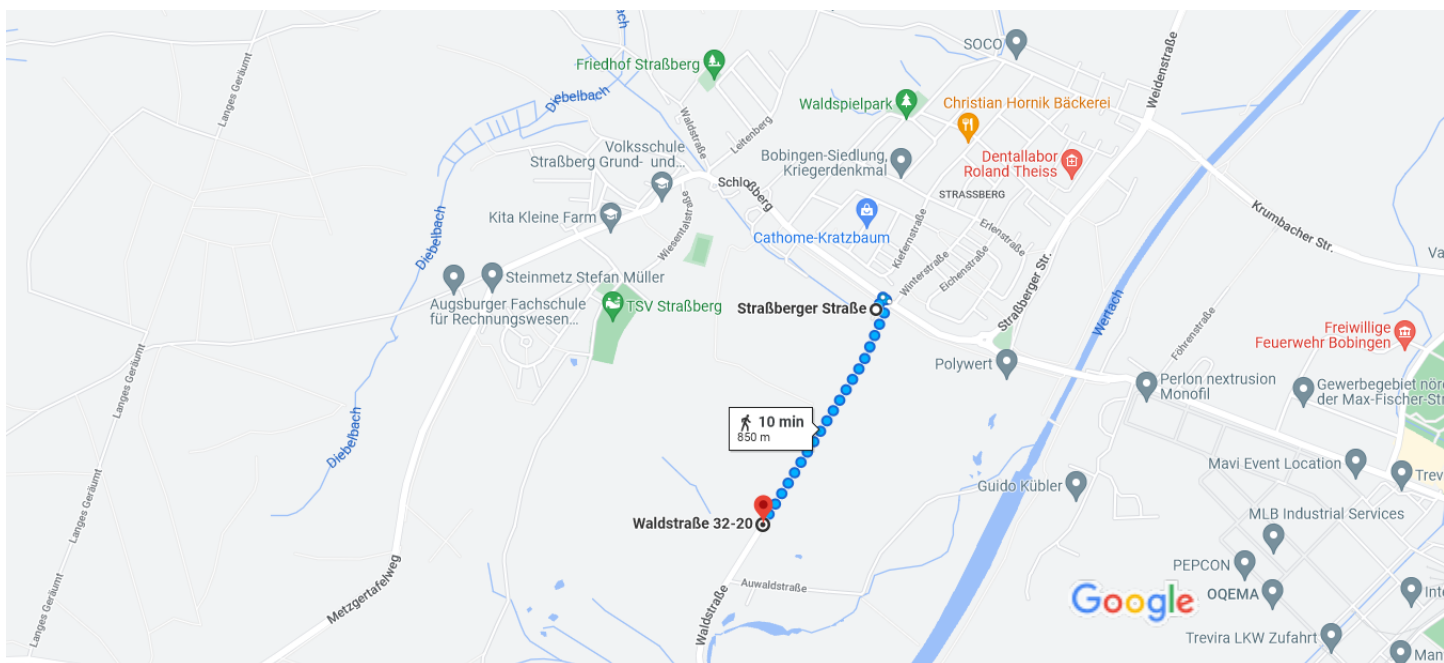 SOCO
Friedhof Straßberg
Weidenstraße
Langes Geräumt
Diebelbach
Waldspielpark
Christian Hornik Bäckerei
Waldstraße
Leitenberg
Volksschule
Straßberg Grund- und...
Bobingen-Siedlung,
Kriegerdenkmal
Dentallabor
Roland Theiss
Schloßberg
STRASSBERG
Kita Kleine Farm
Wiesentalstraße
Diebelbach
Cathome-Kratzbaum
Kiefernstraße
Erlenstraße
Krumbacher Str.
Winterstraße
Eichenstraße
Straßberger Str.
Wertach
Va
Steinmetz Stefan Müller
Augsburger Fachschule
für Rechnungswesen...
TSV Straßberg
Straßberger Straße
Föhrenstraße
Freiwillige
Feuerwehr Bobingen
Polywert
Perlon nextrusion
Monofil
Gewerbegebiet nörd
der Max-Fischer-Str
Langes Geräumt
10 min
850 m
Diebelbach
Mavi Event Location
Trev
Guido Kübler
Langes Geräumt
Waldstraße 32-20
MLB Industrial Services
PEPCON
OQEMA
Auwaldstraße
Metzgertafelweg
Waldstraße
Langes Geräumt
Google
Inte
Trevira LKW Zufahrt
Man